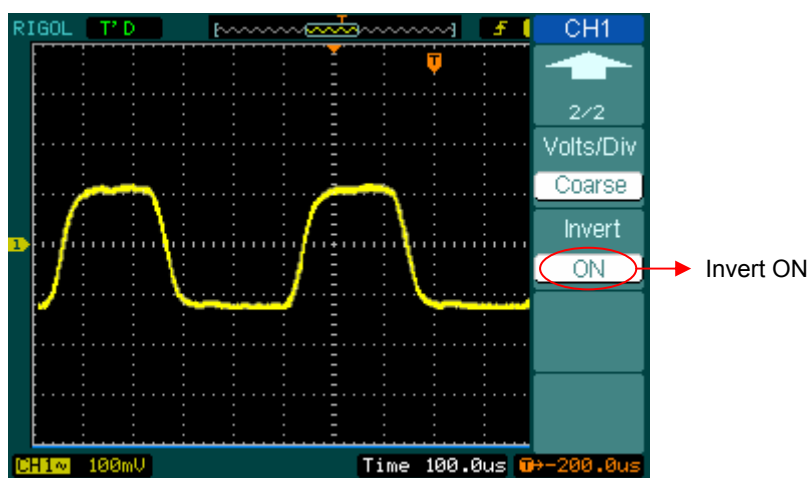 RIGOL T'D T f CH1
2/2
T
Volts/Div
Coarse
Invert
1
ON Invert ON
CH1~ 100mV Time 100.0us T→-200.0us